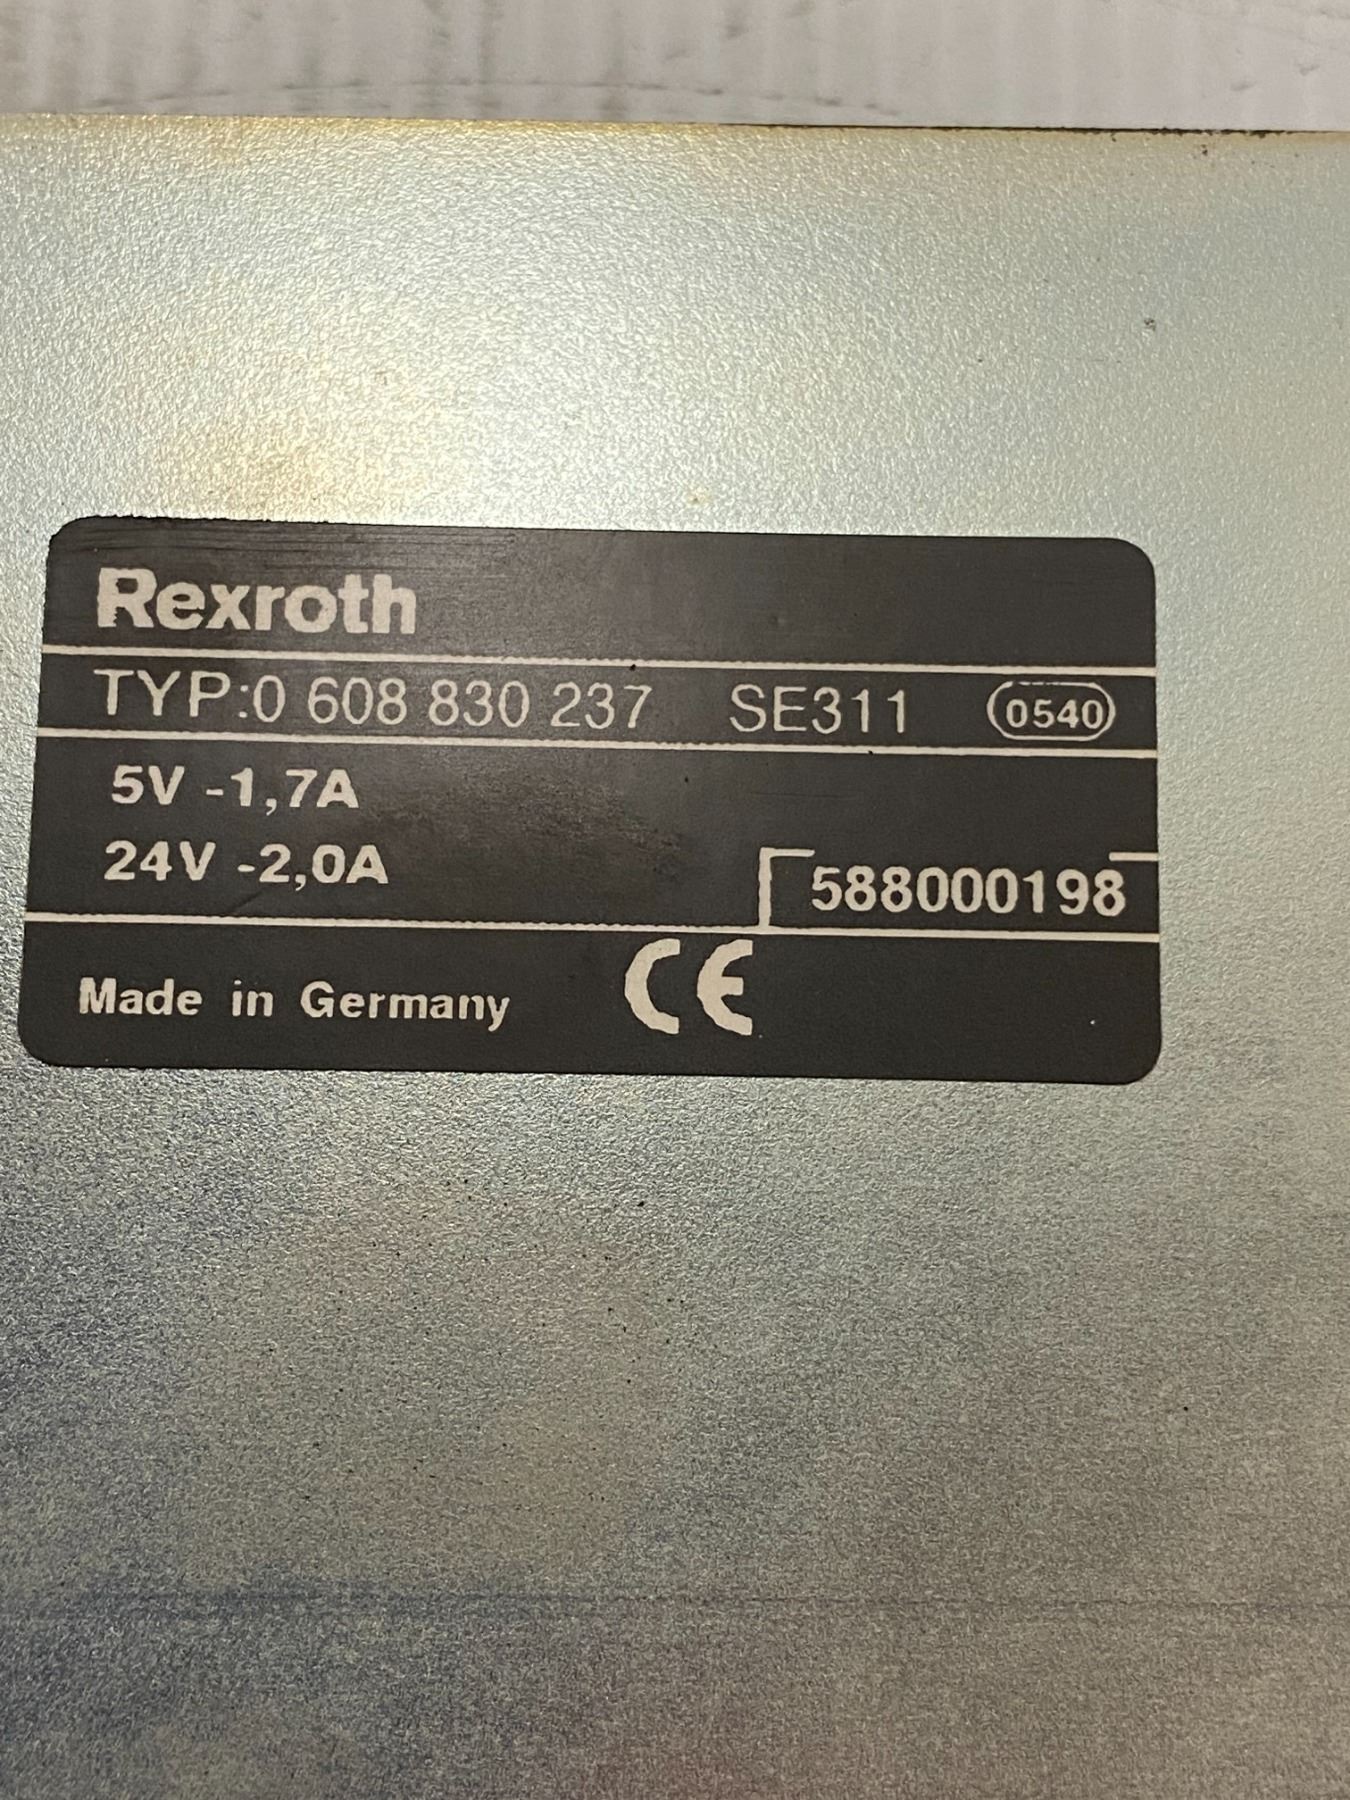 Rexroth
TYP:0 608 830 237 SE311 0540
5V -1,7A
24V -2,0A
588000198
Made in Germany CE